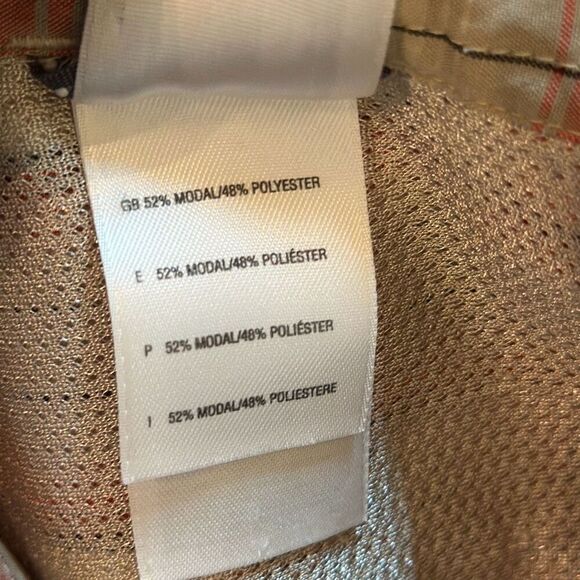 GB 52% MODAL/48% POLYESTER
E 52% MODAL/48% POLIÉSTER
P 52% MODAL/48% POLIÉSTER
I 52% MODAL/48% POLIESTERE